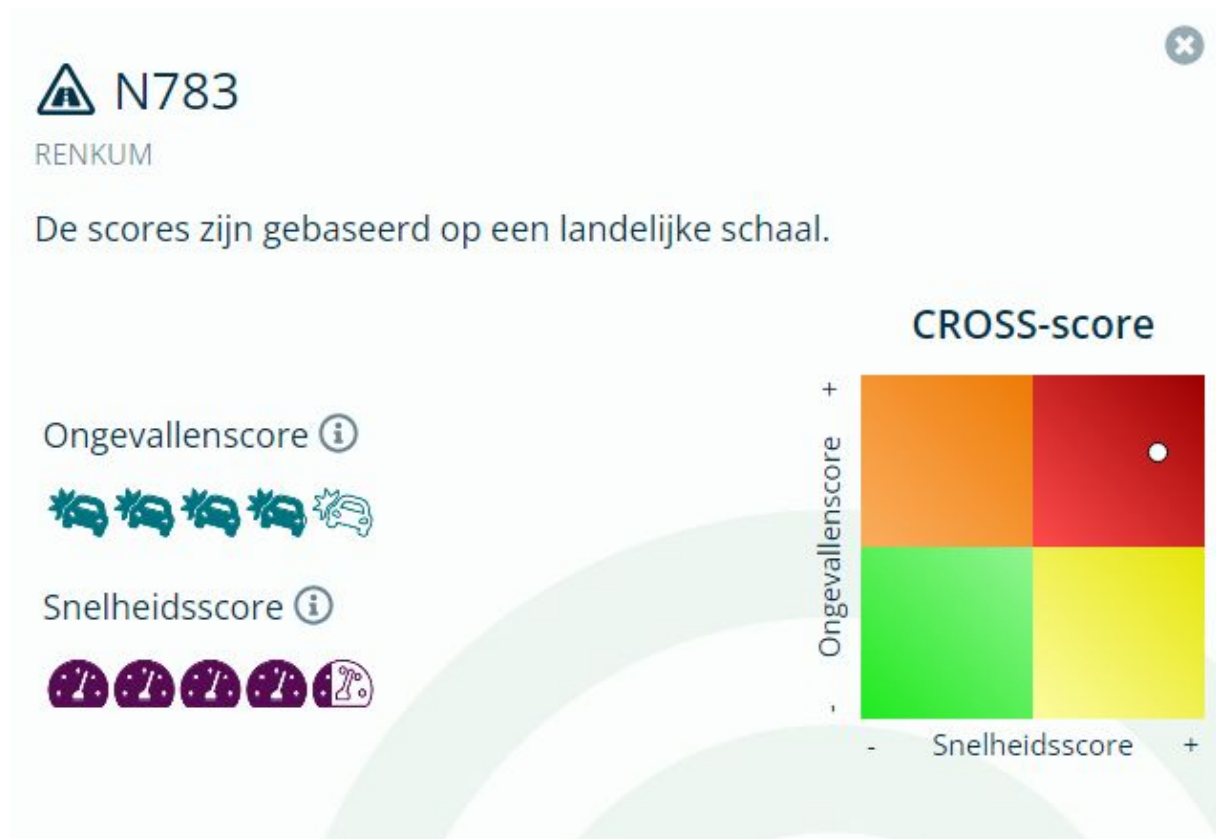 N783
RENKUM
De scores zijn gebaseerd op een landelijke schaal.
CROSS-score
Ongevallenscore
Snelheidsscore
+
Ongevallenscore
-
- Snelheidsscore +